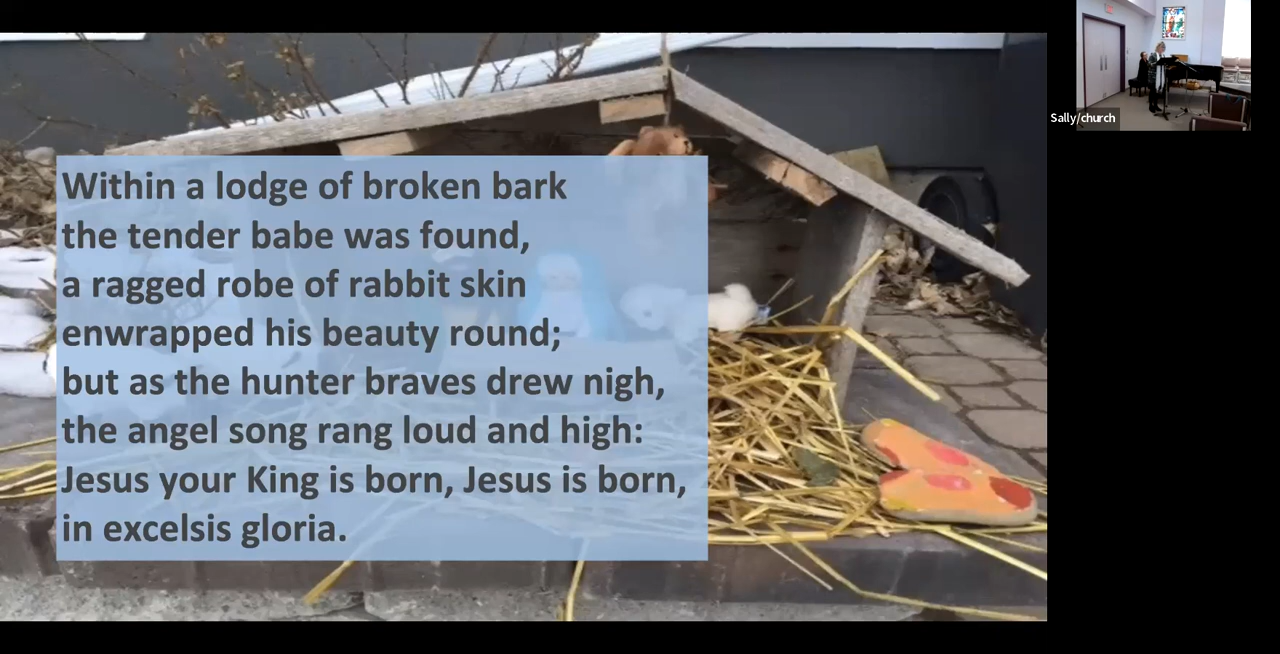 Within a lodge of broken bark
the tender babe was found,
a ragged robe of rabbit skin
enwrapped his beauty round;
but as the hunter braves drew nigh,
the angel song rang loud and high:
Jesus your King is born, Jesus is born,
in excelsis gloria.
Sally/church